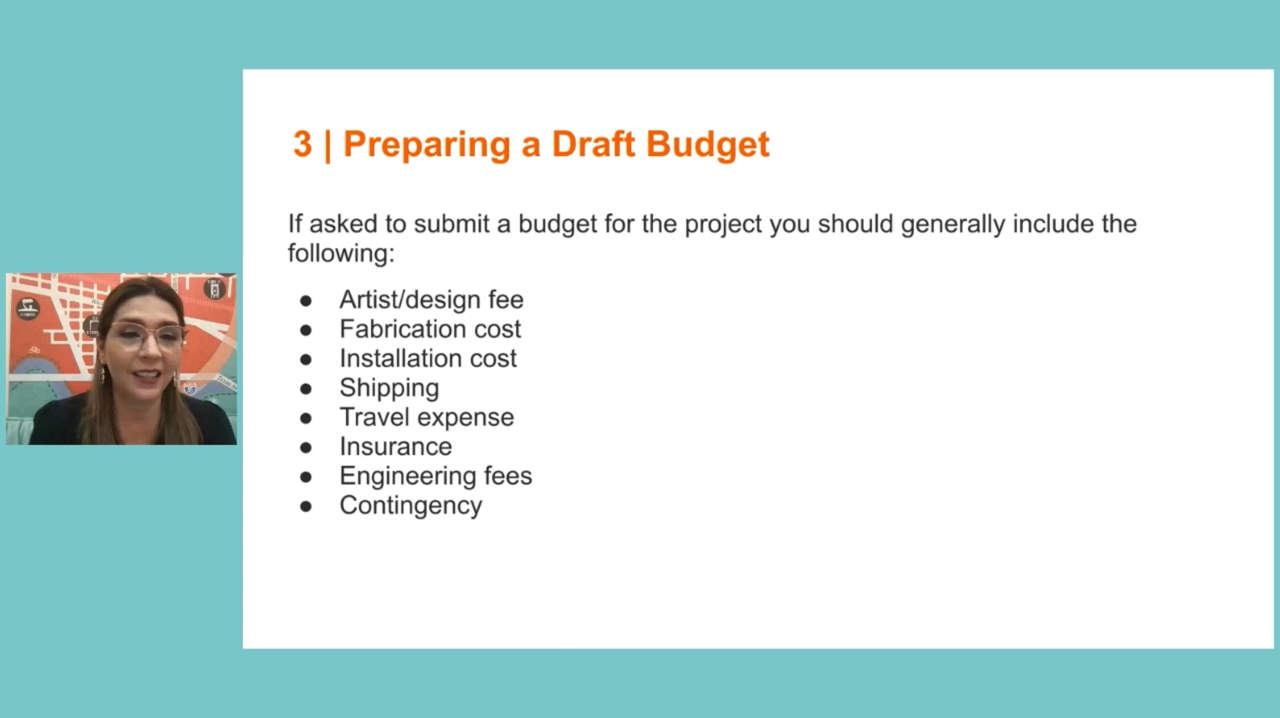 3 | Preparing a Draft Budget
If asked to submit a budget for the project you should generally include the
following:
● Artist/design fee
● Fabrication cost
● Installation cost
● Shipping
● Travel expense
● Insurance
● Engineering fees
● Contingency